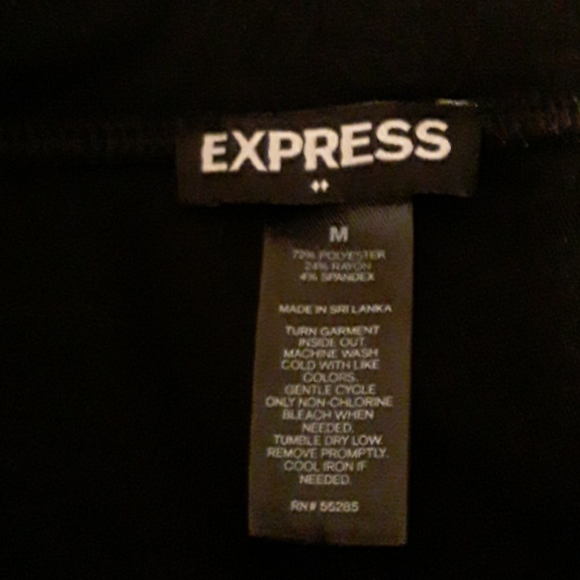 EXPRESS
M
72% POLYESTER
24% RAYON
4% SPANDEX
MADE IN SRI LANKA
TURN GARMENT
INSIDE OUT.
MACHINE WASH
COLD WITH LIKE
COLORS.
GENTLE CYCLE
ONLY NON-CHLORINE
BLEACH WHEN
NEEDED.
TUMBLE DRY LOW.
REMOVE PROMPTLY.
COOL IRON IF
NEEDED.
RN# 55285